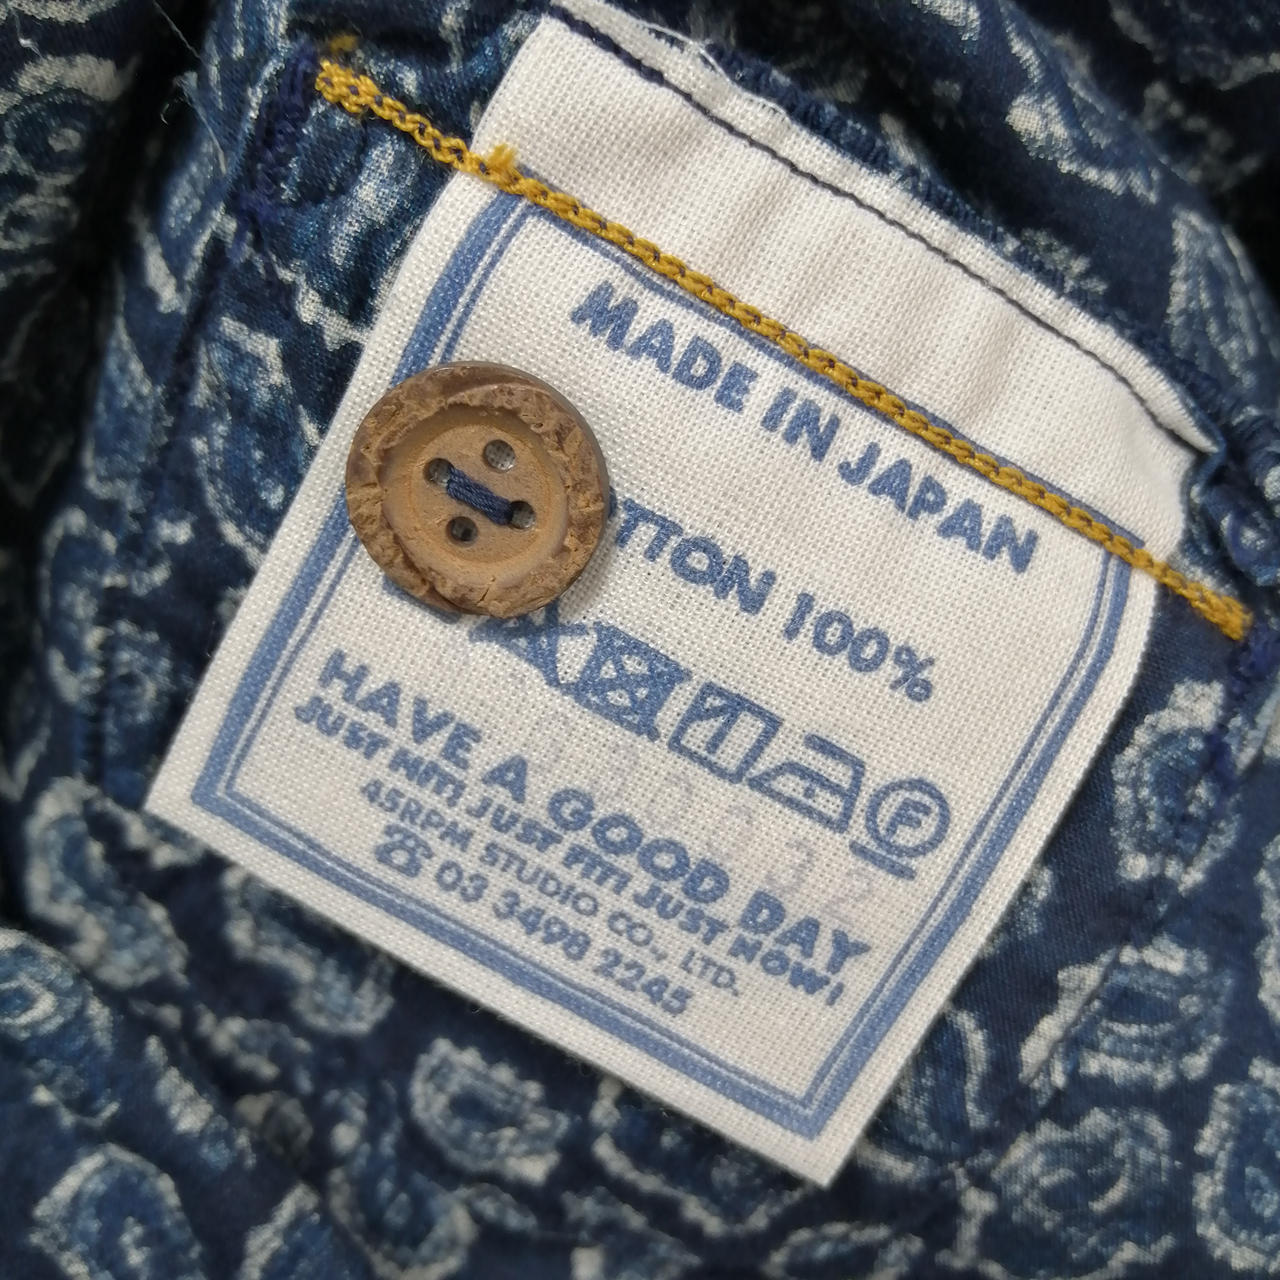 MADE IN JAPAN
OTTON 100%
F
HAVE A GOOD DAY
JUST HIT! JUST FIT! JUST NOW!
45RPM STUDIO CO., LTD.
☎ 03 3498 2245